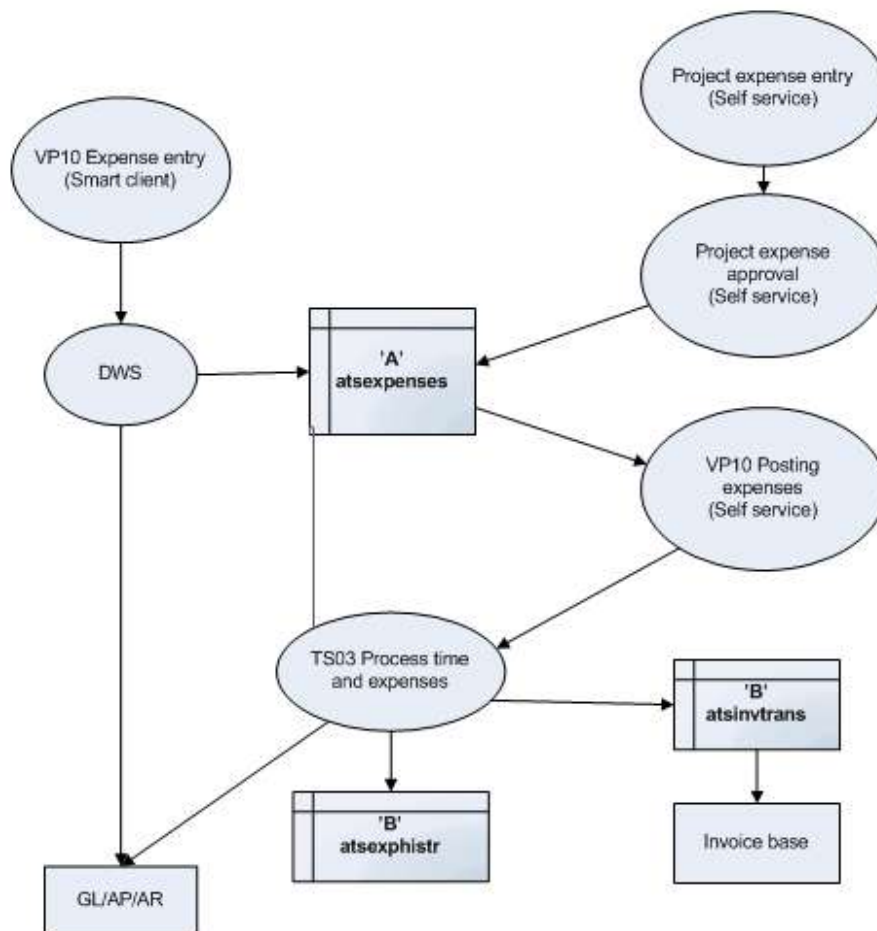 Project expense entry
(Self service)
VP10 Expense entry
(Smart client)
Project expense
approval
(Self service)
DWS
'A'
atsexpenses
VP10 Posting
expenses
(Self service)
TS03 Process time
and expenses
'B'
atsinvtrans
'B'
atsexphistr
Invoice base
GL/AP/AR